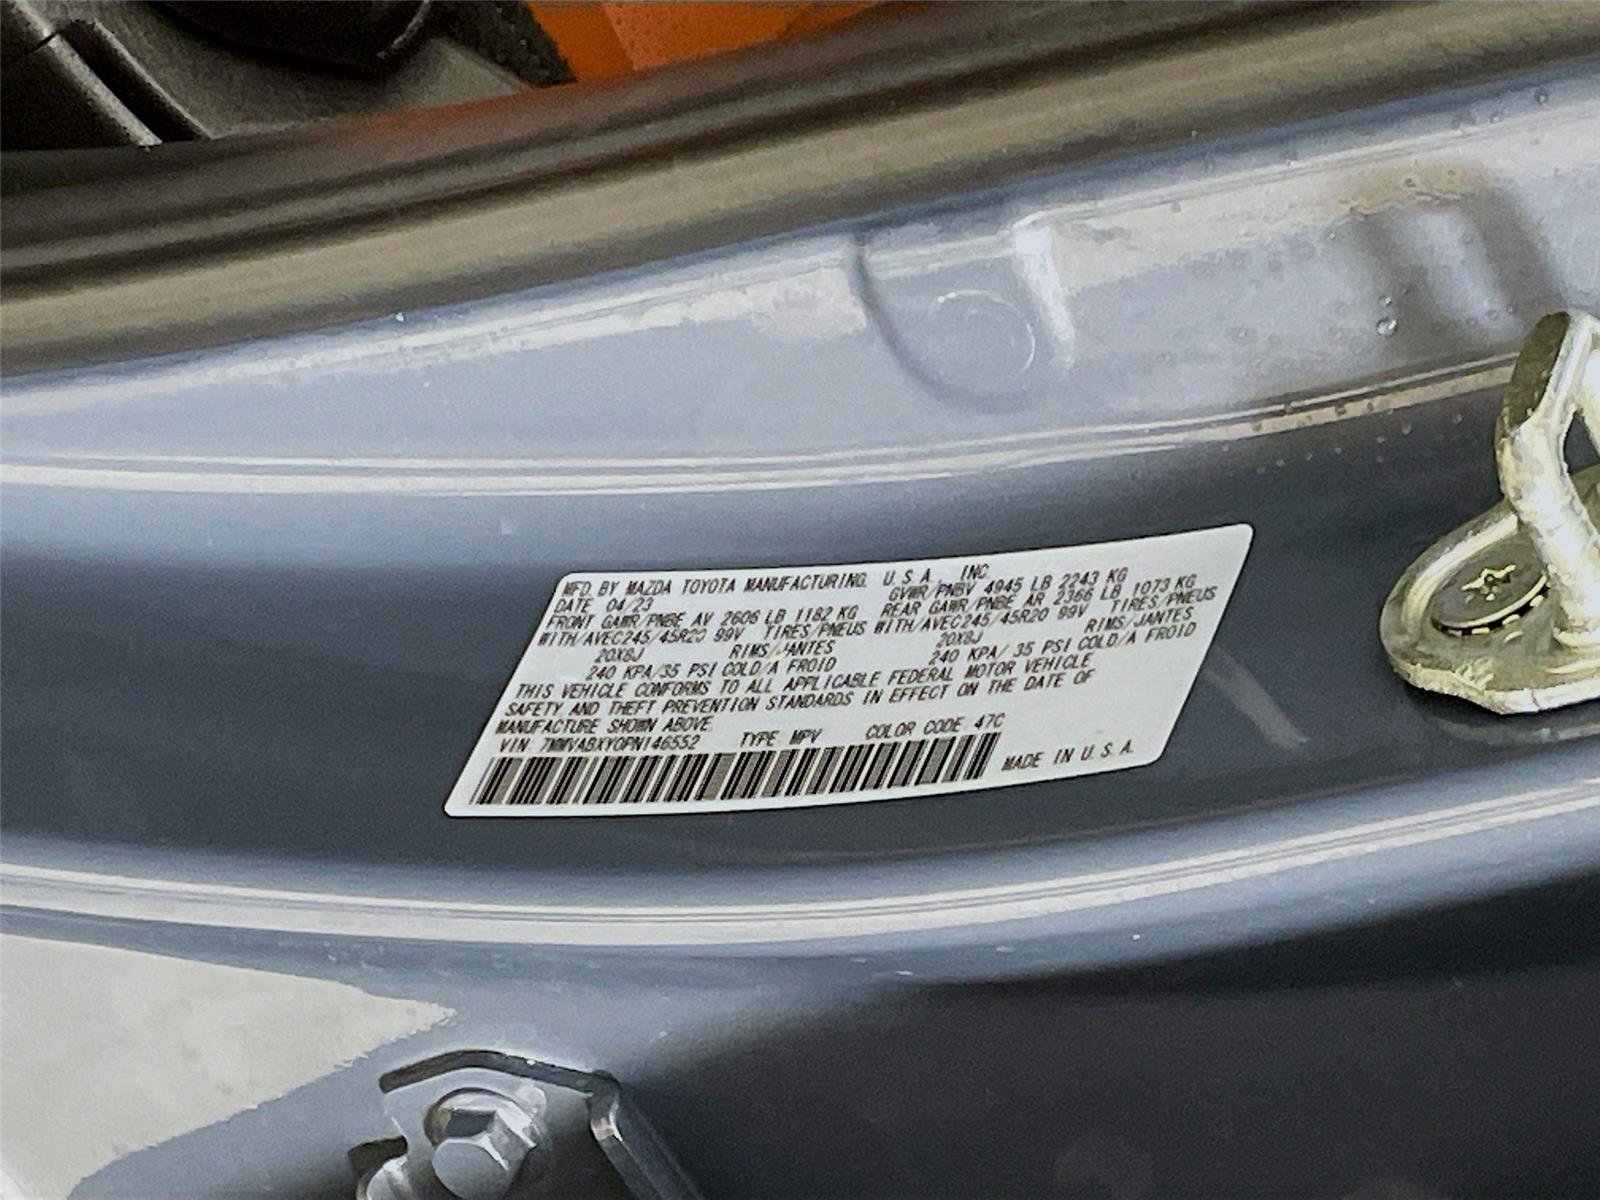 MFD. BY MAZDA TOYOTA MANUFACTURING, U.S.A., INC.
DATE 04/23 GVWR/PNBV 4945 LB 2243 KG
FRONT GAWR/PNBE AV 2606 LB 1182 KG REAR GAWR/PNBE AR 2366 LB 1073 KG
WITH/AVEC 245/45R20 99V TIRES/PNEUS WITH/AVEC 245/45R20 99V TIRES/PNEUS
20X8J RIMS/JANTES 20X8J RIMS/JANTES
240 KPA/35 PSI COLD/A FROID 240 KPA/ 35 PSI COLD/A FROID
THIS VEHICLE CONFORMS TO ALL APPLICABLE FEDERAL MOTOR VEHICLE
SAFETY AND THEFT PREVENTION STANDARDS IN EFFECT ON THE DATE OF
MANUFACTURE SHOWN ABOVE.
VIN: 7MMVABXY0PN146552 TYPE MPV COLOR CODE 47C
MADE IN U.S.A.